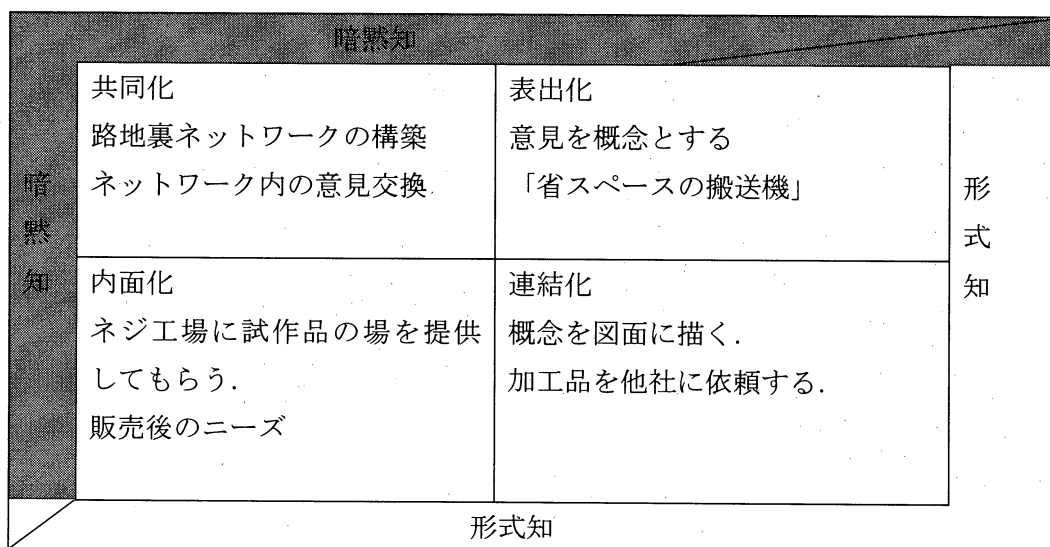 暗黙知
共同化
路地裏ネットワークの構築
ネットワーク内の意見交換
表出化
意見を概念とする
「省スペースの搬送機」
暗黙知
形式知
内面化
ネジ工場に試作品の場を提供
してもらう.
販売後のニーズ
連結化
概念を図面に描く.
加工品を他社に依頼する.
形式知